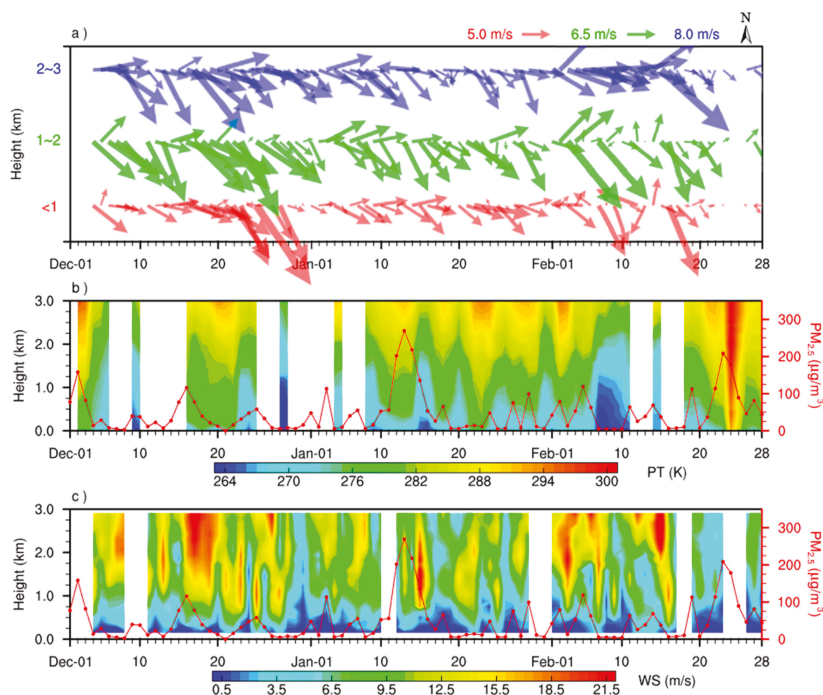 a )
5.0 m/s
6.5 m/s
8.0 m/s
N
Height (km)
2~3
1~2
<1
Dec-01 10 20 Jan-01 10 20 Feb-01 10 20 28
b )
Height (km)
3.0
2.0
1.0
0.0
300
200
100
0
PM2.5 (μg/m3)
Dec-01 10 20 Jan-01 10 20 Feb-01 10 20 28
264 270 276 282 288 294 300
PT (K)
c )
Height (km)
3.0
2.0
1.0
0.0
300
200
100
0
PM2.5 (μg/m3)
Dec-01 10 20 Jan-01 10 20 Feb-01 10 20 28
0.5 3.5 6.5 9.5 12.5 15.5 18.5 21.5
WS (m/s)